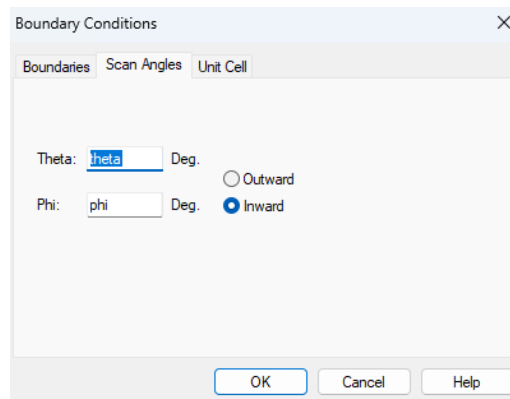 Boundary Conditions
Boundaries Scan Angles Unit Cell
Theta: theta Deg.
Outward
Phi: phi Deg. Inward
OK Cancel Help